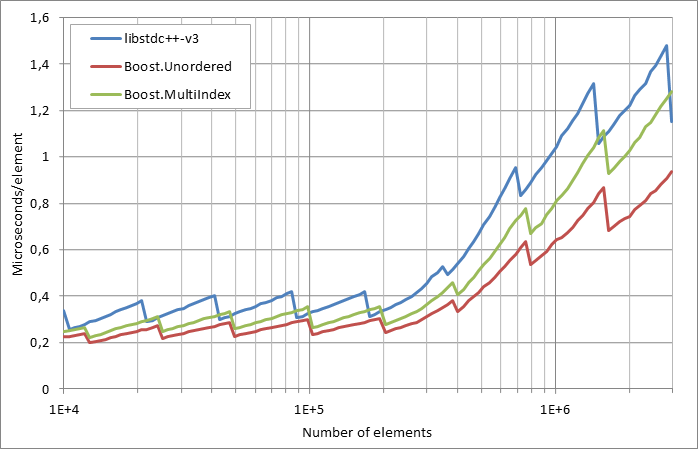 1,6
1,4
1,2
1
0,8
0,6
0,4
0,2
0
Microseconds/element
libstdc++-v3
Boost.Unordered
Boost.MultiIndex
1E+4 1E+5 1E+6
Number of elements